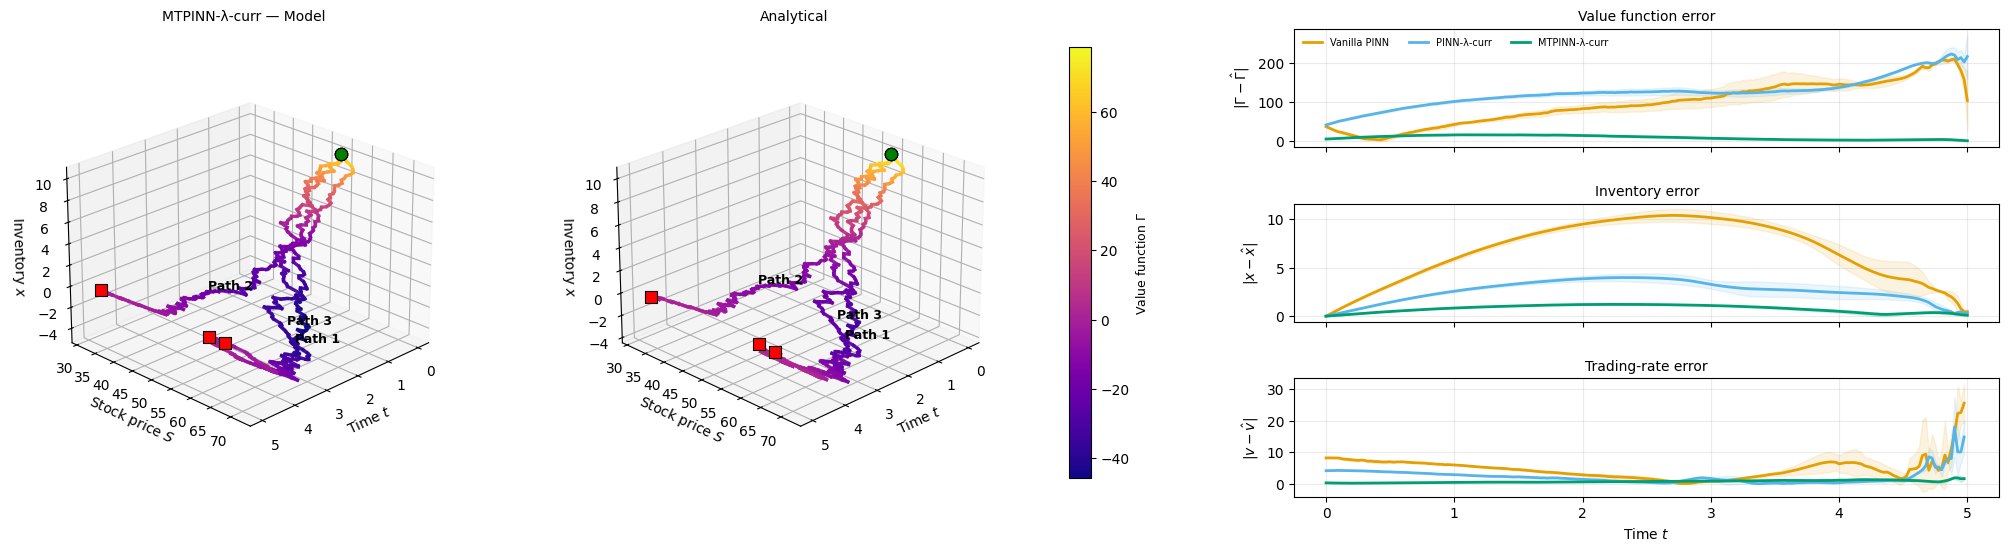 MTPINN-λ-curr — Model
10
8
6
4
2
0
−2
−4
Inventory x
30
35
40
45
50
55
60
65
70
Stock price S
5
4
3
2
1
0
Time t
Path 2
Path 3
Path 1
Analytical
10
8
6
4
2
0
−2
−4
Inventory x
30
35
40
45
50
55
60
65
70
Stock price S
5
4
3
2
1
0
Time t
Path 2
Path 3
Path 1
60
40
20
0
−20
−40
Value function Γ
Value function error
Vanilla PINN
PINN-λ-curr
MTPINN-λ-curr
200
100
0
|Γ − Γ̂|
Inventory error
10
5
0
|x − x̂|
Trading-rate error
30
20
10
0
|v − v̂|
0 1 2 3 4 5
Time t